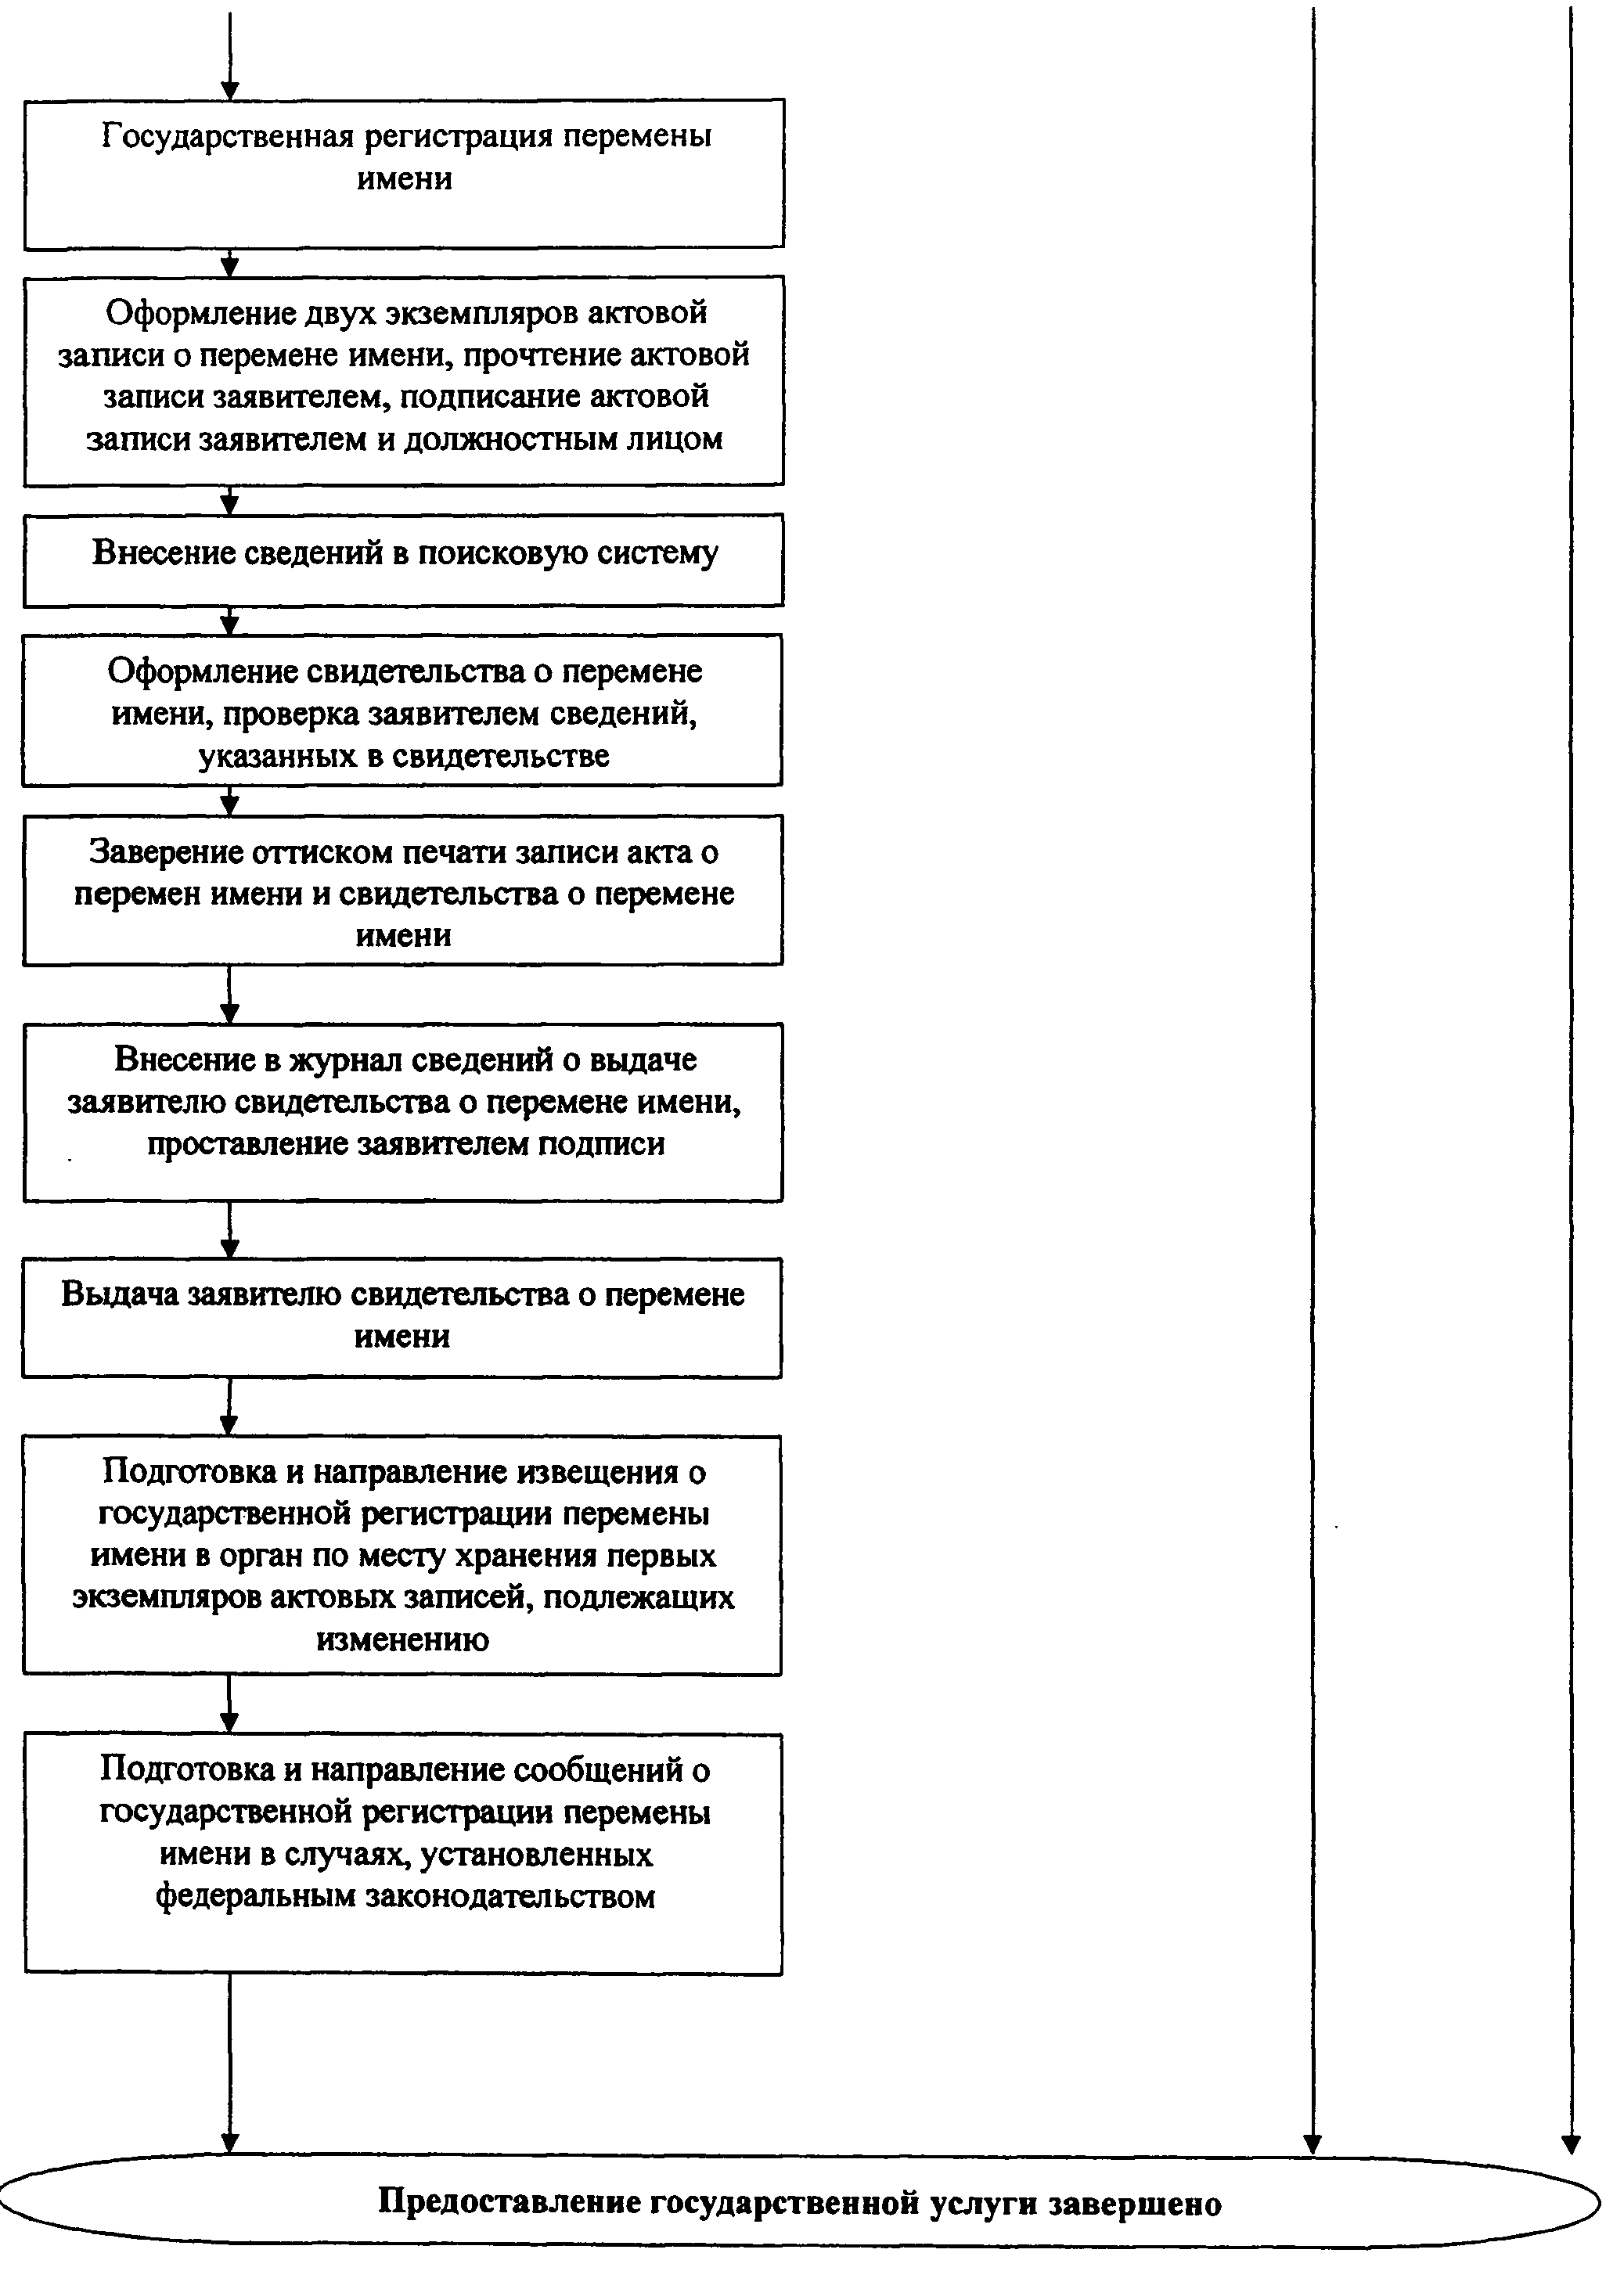 Государственная регистрация перемены
имени
Оформление двух экземпляров актовой
записи о перемене имени, прочтение актовой
записи заявителем, подписание актовой
записи заявителем и должностным лицом
Внесение сведений в поисковую систему
Оформление свидетельства о перемене
имени, проверка заявителем сведений,
указанных в свидетельстве
Заверение оттиском печати записи акта о
перемен имени и свидетельства о перемене
имени
Внесение в журнал сведений о выдаче
заявителю свидетельства о перемене имени,
проставление заявителем подписи
Выдача заявителю свидетельства о перемене
имени
Подготовка и направление извещения о
государственной регистрации перемены
имени в орган по месту хранения первых
экземпляров актовых записей, подлежащих
изменению
Подготовка и направление сообщений о
государственной регистрации перемены
имени в случаях, установленных
федеральным законодательством
Предоставление государственной услуги завершено